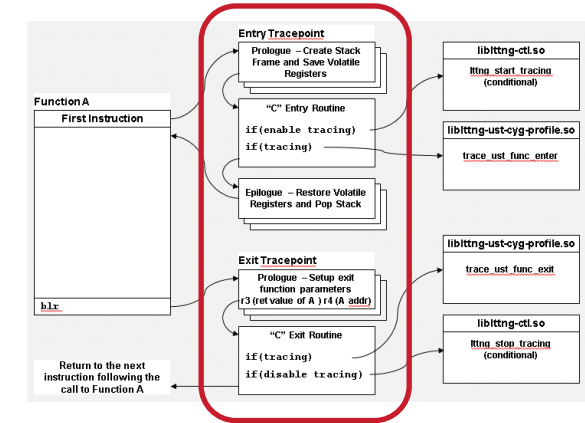 Entry Tracepoint
Prologue – Create Stack
Frame and Save Volatile
Registers
liblttng-ctl.so
lttng_start_tracing
(conditional)
Function A
First Instruction
"C" Entry Routine
if(enable tracing)
if(tracing)
liblttng-ust-cyg-profile.so
trace_ust_func_enter
Epilogue – Restore Volatile
Registers and Pop Stack
Exit Tracepoint
Prologue – Setup exit
function parameters
r3 (ret value of A ) r4 (A addr)
liblttng-ust-cyg-profile.so
trace_ust_func_exit
blr
"C" Exit Routine
if(tracing)
if(disable tracing)
liblttng-ctl.so
lttng_stop_tracing
(conditional)
Return to the next
instruction following the
call to Function A